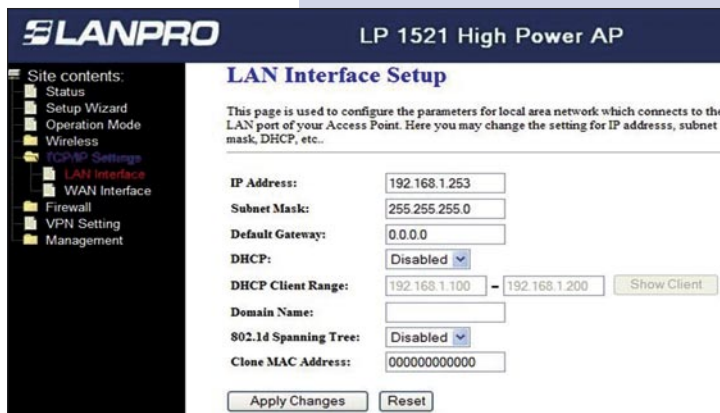 LANPRO
LP 1521 High Power AP
Site contents:
Status
Setup Wizard
Operation Mode
Wireless
TCP/IP Settings
LAN Interface
WAN Interface
Firewall
VPN Setting
Management
LAN Interface Setup
This page is used to configure the parameters for local area network which connects to the
LAN port of your Access Point. Here you may change the setting for IP addresss, subnet
mask, DHCP, etc..
IP Address: 192.168.1.253
Subnet Mask: 255.255.255.0
Default Gateway: 0.0.0.0
DHCP: Disabled
DHCP Client Range: 192.168.1.100 – 192.168.1.200 Show Client
Domain Name:
802.1d Spanning Tree: Disabled
Clone MAC Address: 000000000000
Apply Changes Reset